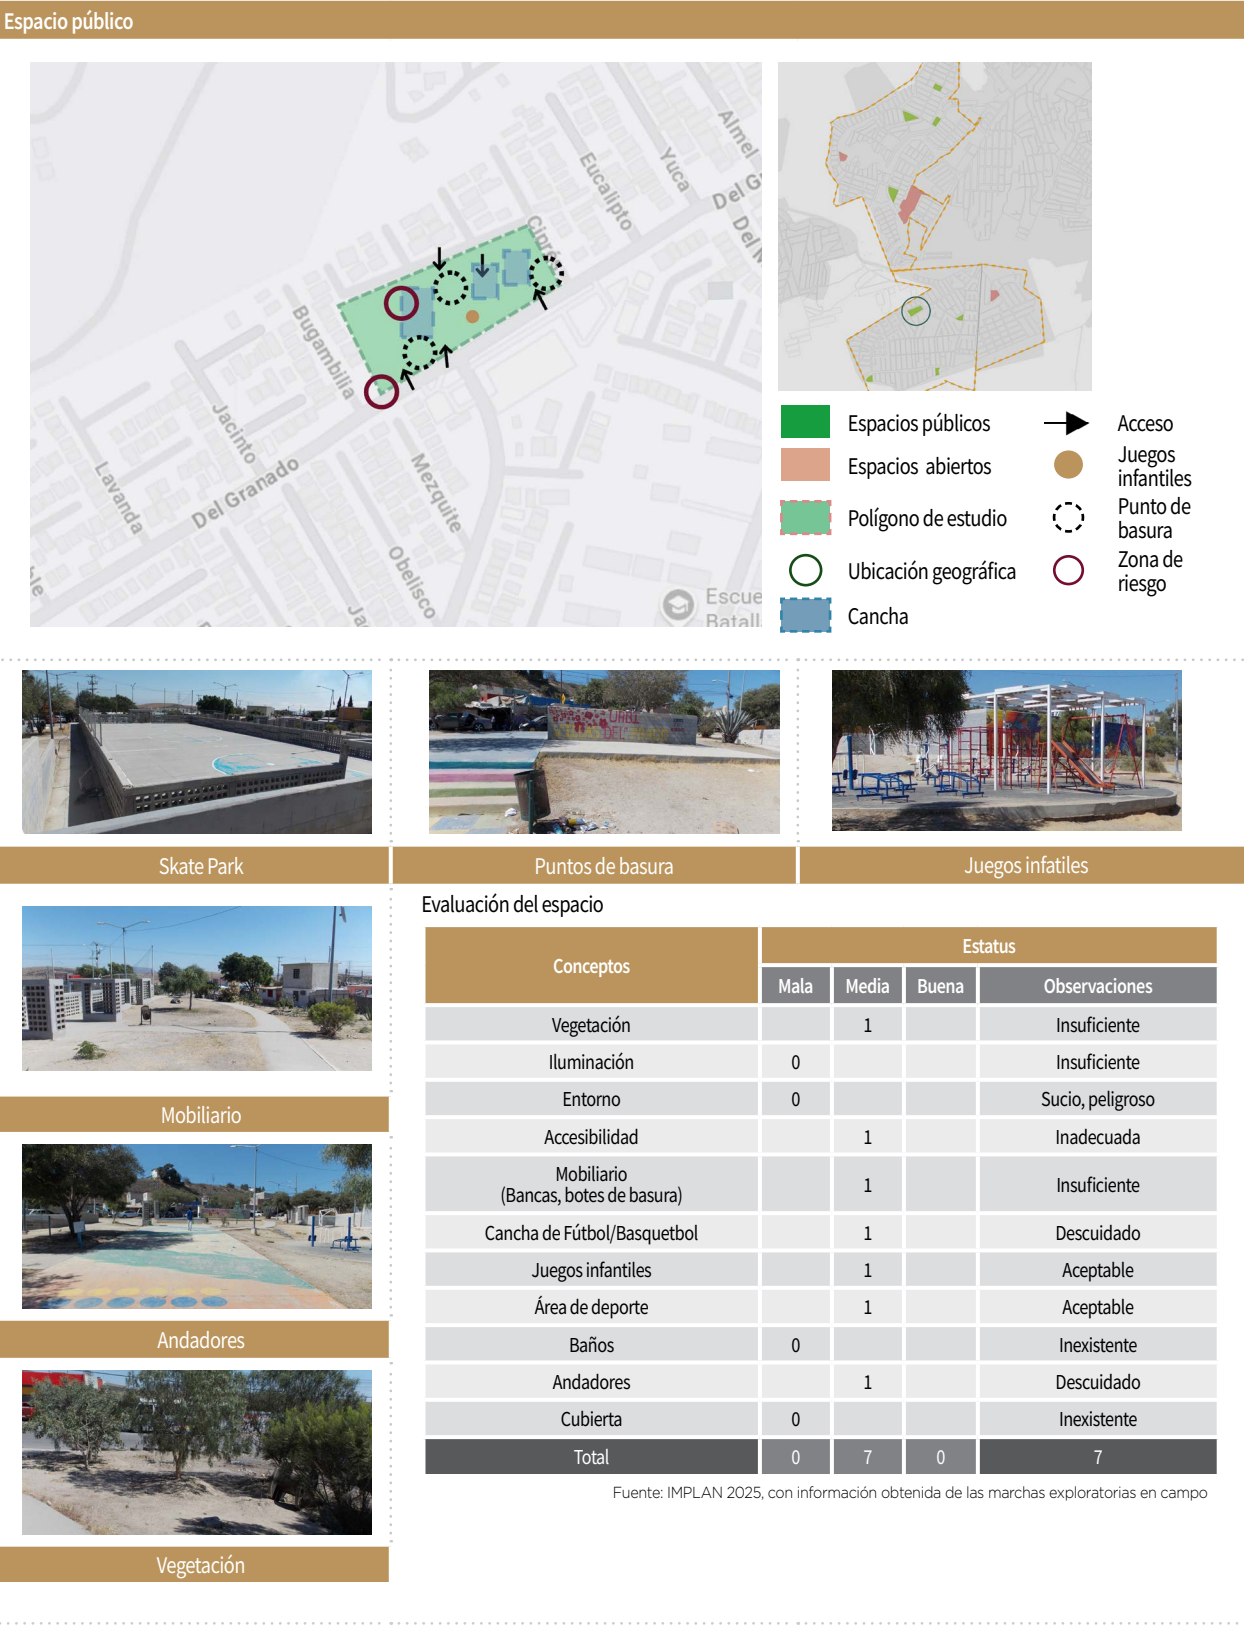 Espacio público
Almel
Yuca
Eucalipto
Del G
Del
Cipré
Bugambilia
Jacinto
Lavanda
Del Granado
Mezquite
Obelisco
Escue
Batall
Espacios públicos
Espacios abiertos
Polígono de estudio
Ubicación geográfica
Cancha
Acceso
Juegos
infantiles
Punto de
basura
Zona de
riesgo
Skate Park
Puntos de basura
Juegos infatiles
Mobiliario
Andadores
Vegetación
Evaluación del espacio
Conceptos Estatus
Mala Media Buena Observaciones
Vegetación 1 Insuficiente
Iluminación 0 Insuficiente
Entorno 0 Sucio, peligroso
Accesibilidad 1 Inadecuada
Mobiliario
(Bancas, botes de basura) 1 Insuficiente
Cancha de Fútbol/Basquetbol 1 Descuidado
Juegos infantiles 1 Aceptable
Área de deporte 1 Aceptable
Baños 0 Inexistente
Andadores 1 Descuidado
Cubierta 0 Inexistente
Total 0 7 0 7
Fuente: IMPLAN 2025, con información obtenida de las marchas exploratorias en campo